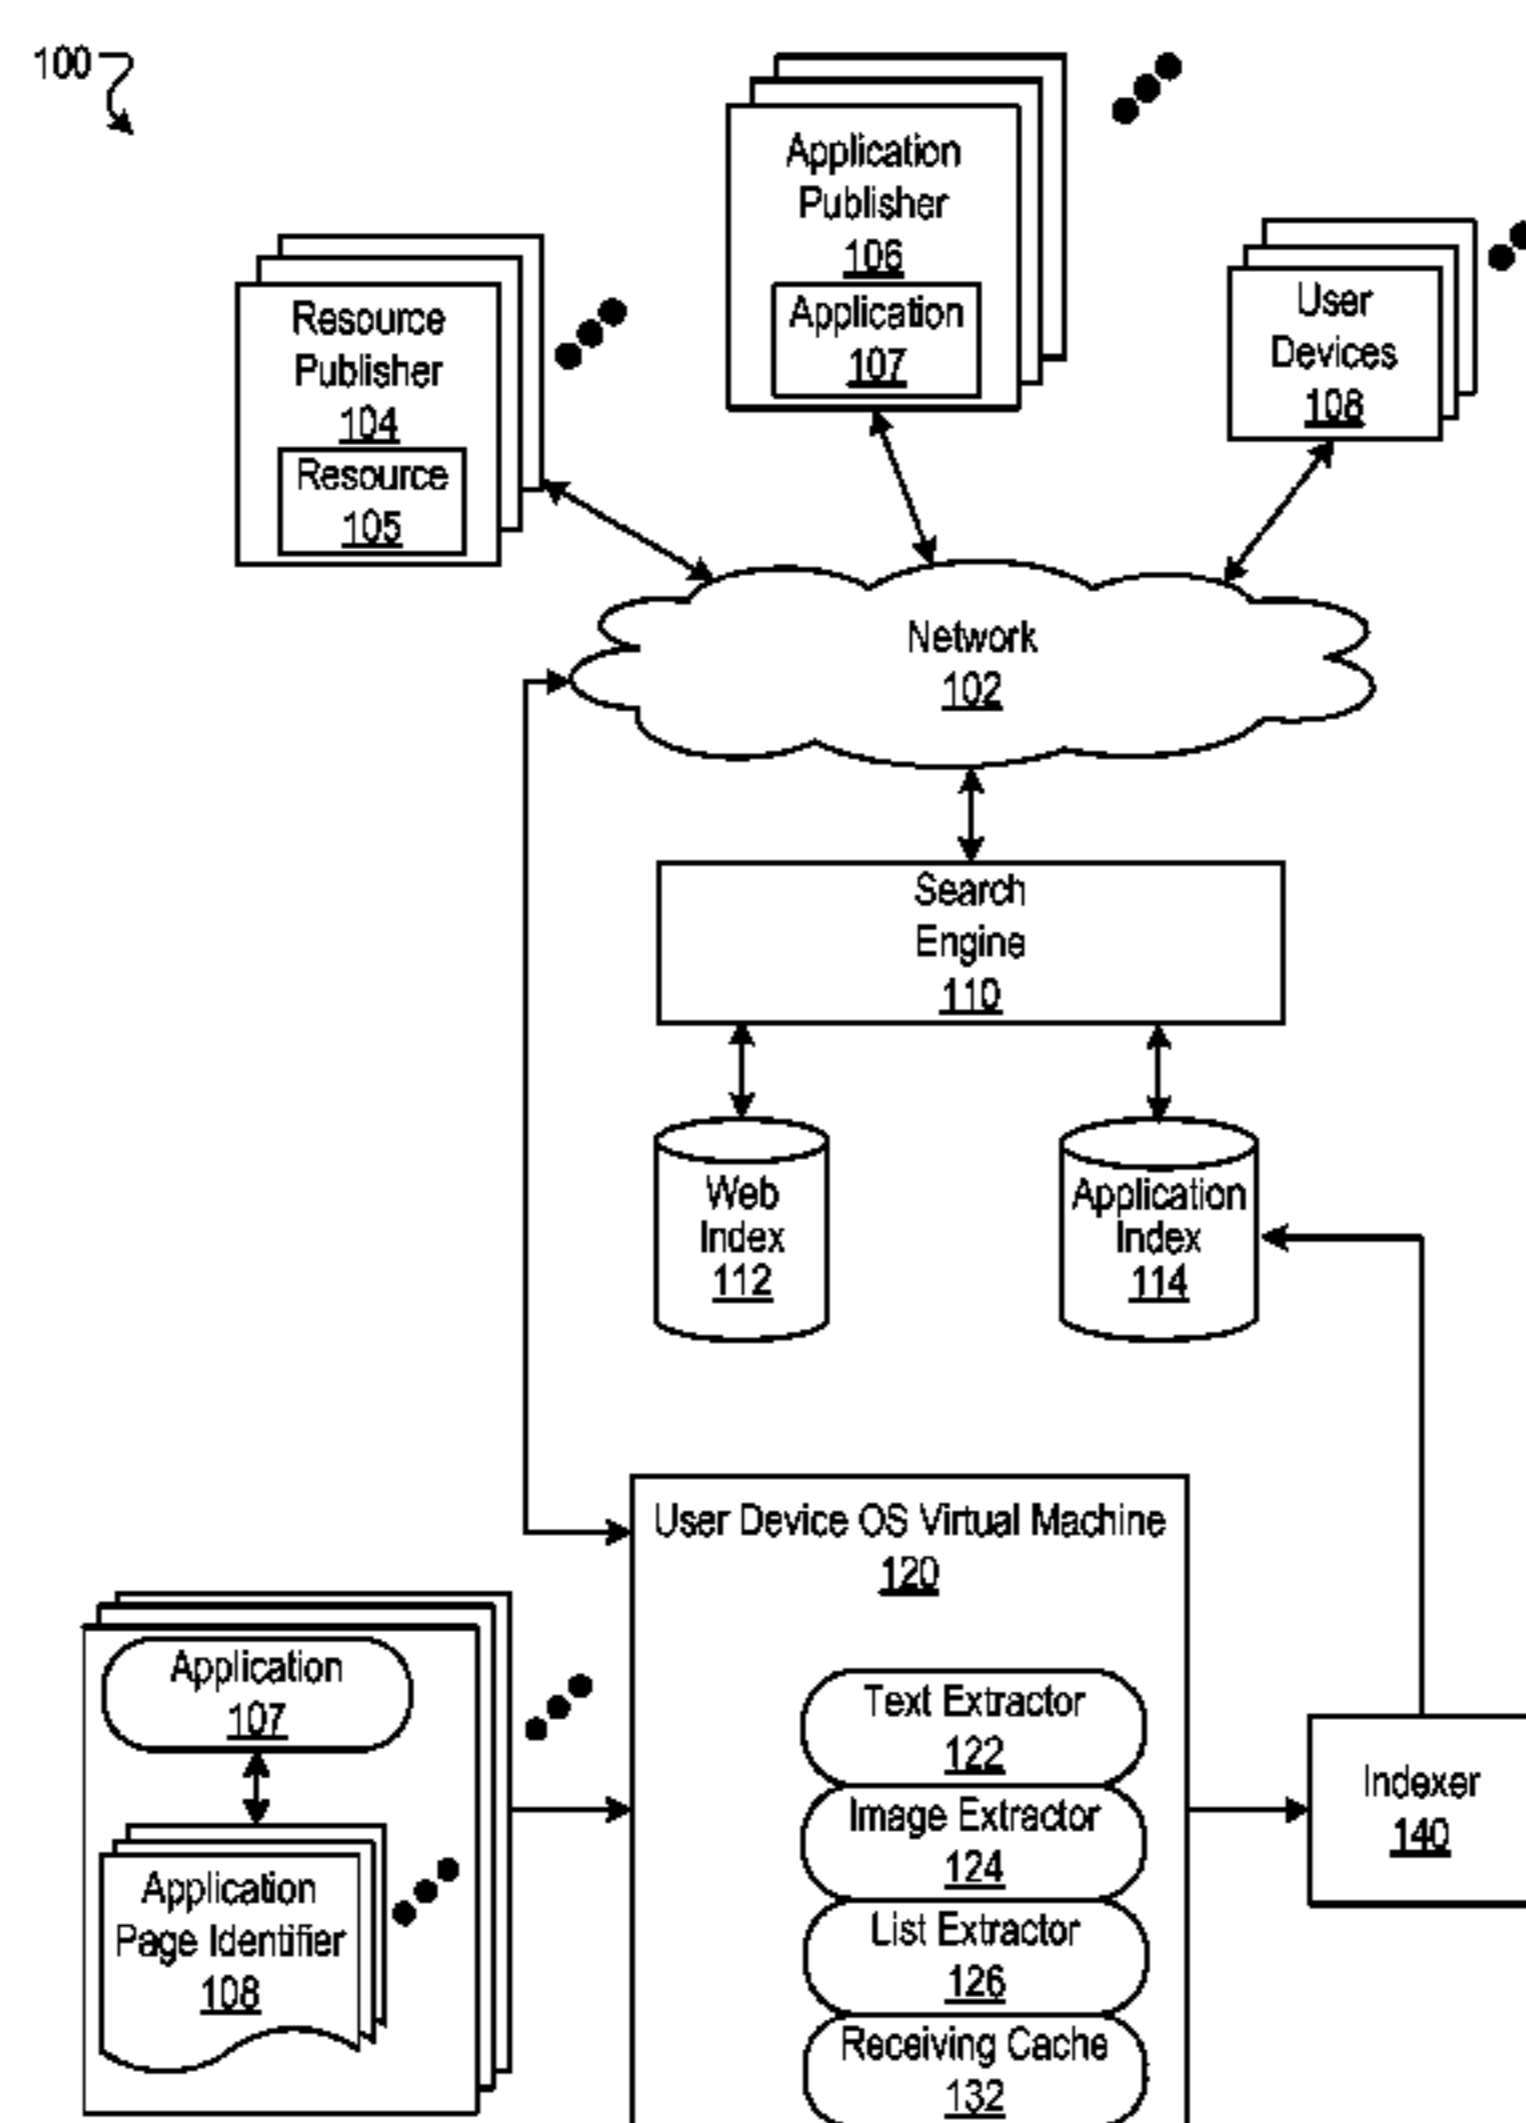 100
Application
Publisher
106
Application
107
Resource
Publisher
104
Resource
105
User
Devices
108
Network
102
Search
Engine
110
Web
Index
112
Application
Index
114
User Device OS Virtual Machine
120
Application
107
Application
Page Identifier
108
Text Extractor
122
Image Extractor
124
List Extractor
126
Receiving Cache
132
Indexer
140